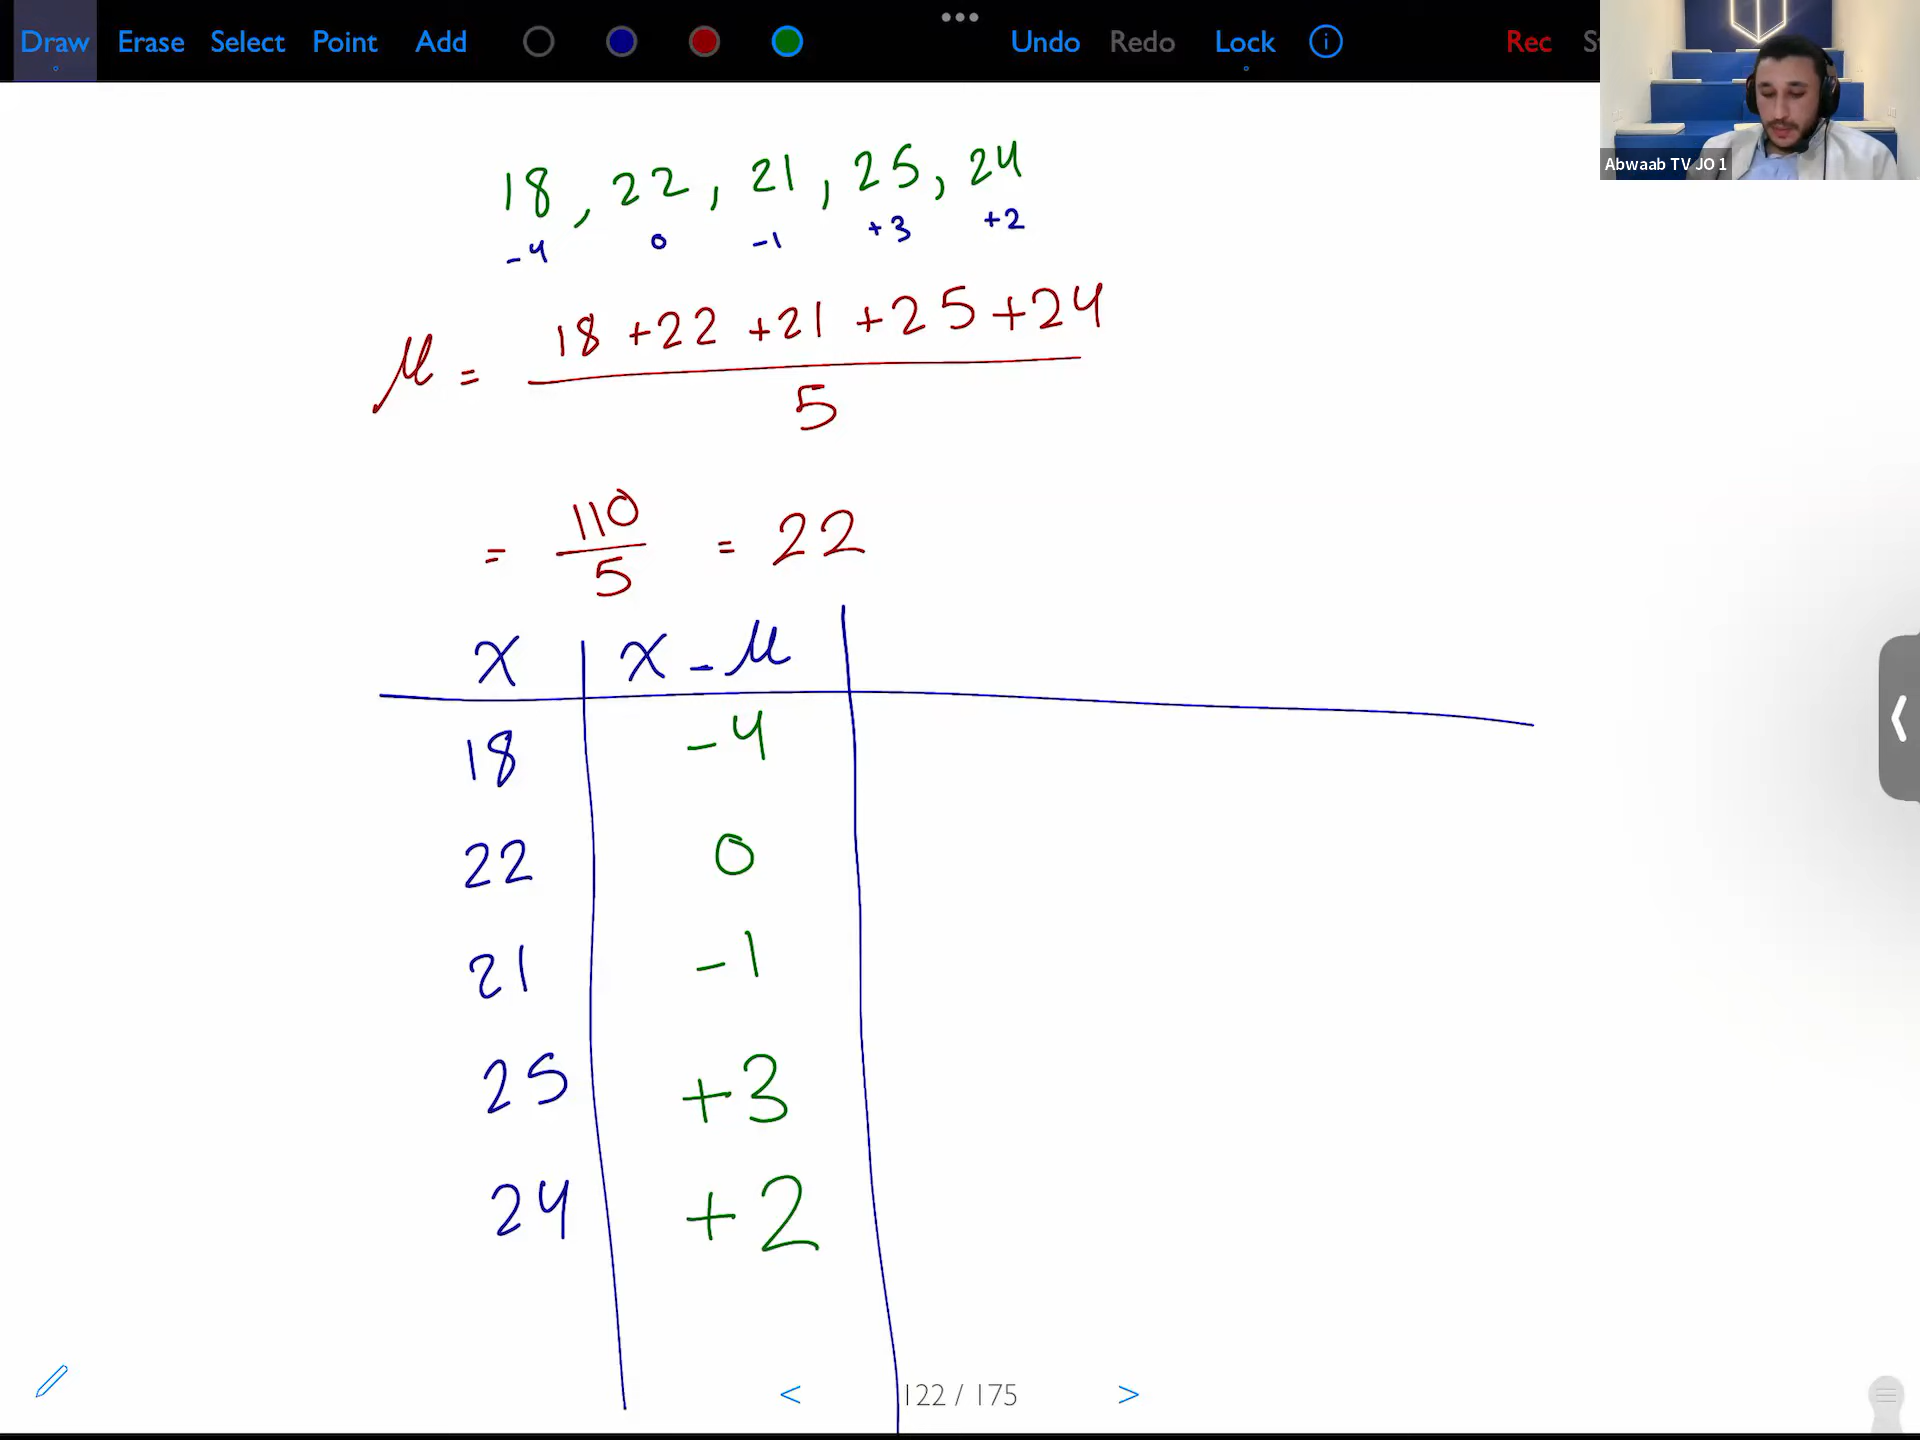 Draw Erase Select Point Add Undo Redo Lock Rec
Abwaab TV JO 1
18 , 22 , 21 , 25 , 24
-4 0 -1 +3 +2
μ = 18 +22 +21 +25 +24
5
= 110/5 = 22
x | x - μ
18 -4
22 0
21 -1
25 +3
24 +2
< 122 / 175 >